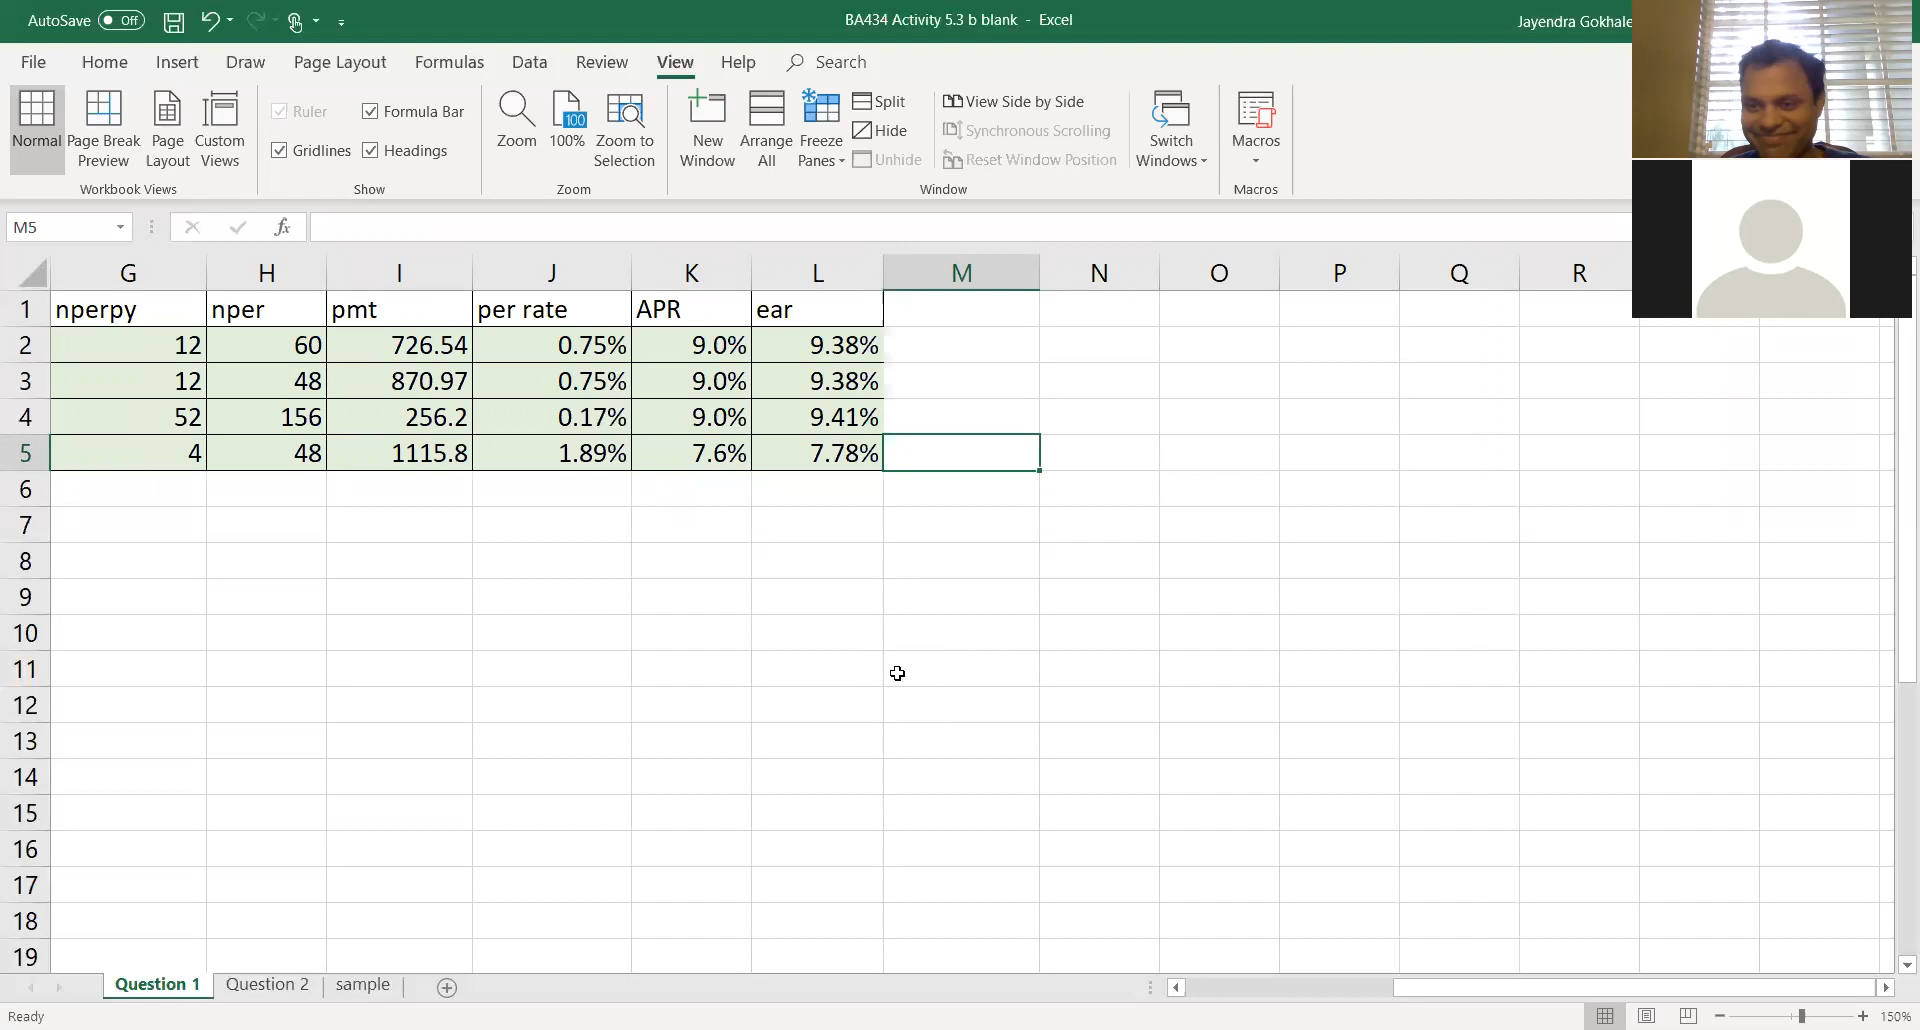 AutoSave Off
BA434 Activity 5.3 b blank - Excel
Jayendra Gokhale
File Home Insert Draw Page Layout Formulas Data Review View Help Search
Normal
Page Break Preview
Page Layout
Custom Views
Workbook Views
Ruler
Formula Bar
Gridlines
Headings
Show
Zoom
100
100%
Zoom to Selection
Zoom
New Window
Arrange All
Freeze Panes
Split
Hide
Unhide
View Side by Side
Synchronous Scrolling
Reset Window Position
Window
Switch Windows
Macros
Macros
M5 fx
G H I J K L M N O P Q R
1 nperpy nper pmt per rate APR ear
2 12 60 726.54 0.75% 9.0% 9.38%
3 12 48 870.97 0.75% 9.0% 9.38%
4 52 156 256.2 0.17% 9.0% 9.41%
5 4 48 1115.8 1.89% 7.6% 7.78%
6
7
8
9
10
11
12
13
14
15
16
17
18
19
Question 1 Question 2 sample
Ready 150%